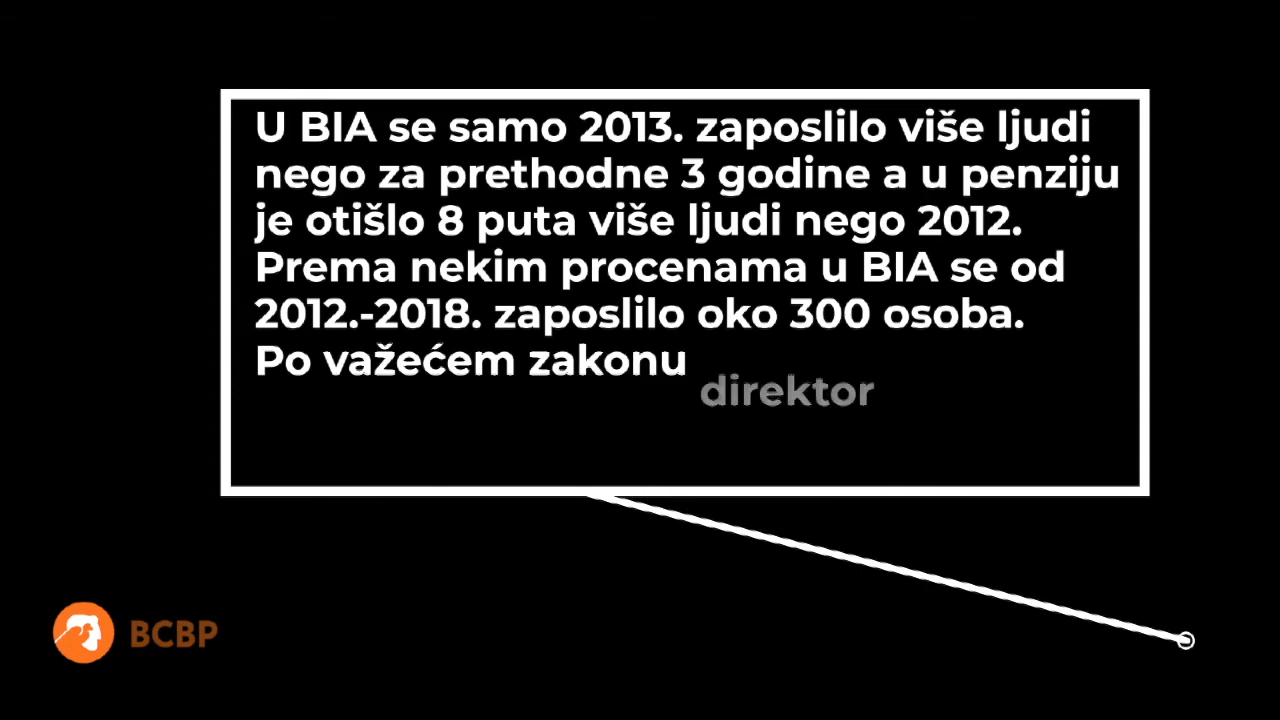 U BIA se samo 2013. zaposlilo više ljudi
nego za prethodne 3 godine a u penziju
je otišlo 8 puta više ljudi nego 2012.
Prema nekim procenama u BIA se od
2012.-2018. zaposlilo oko 300 osoba.
Po važećem zakonu direktor
BCBP